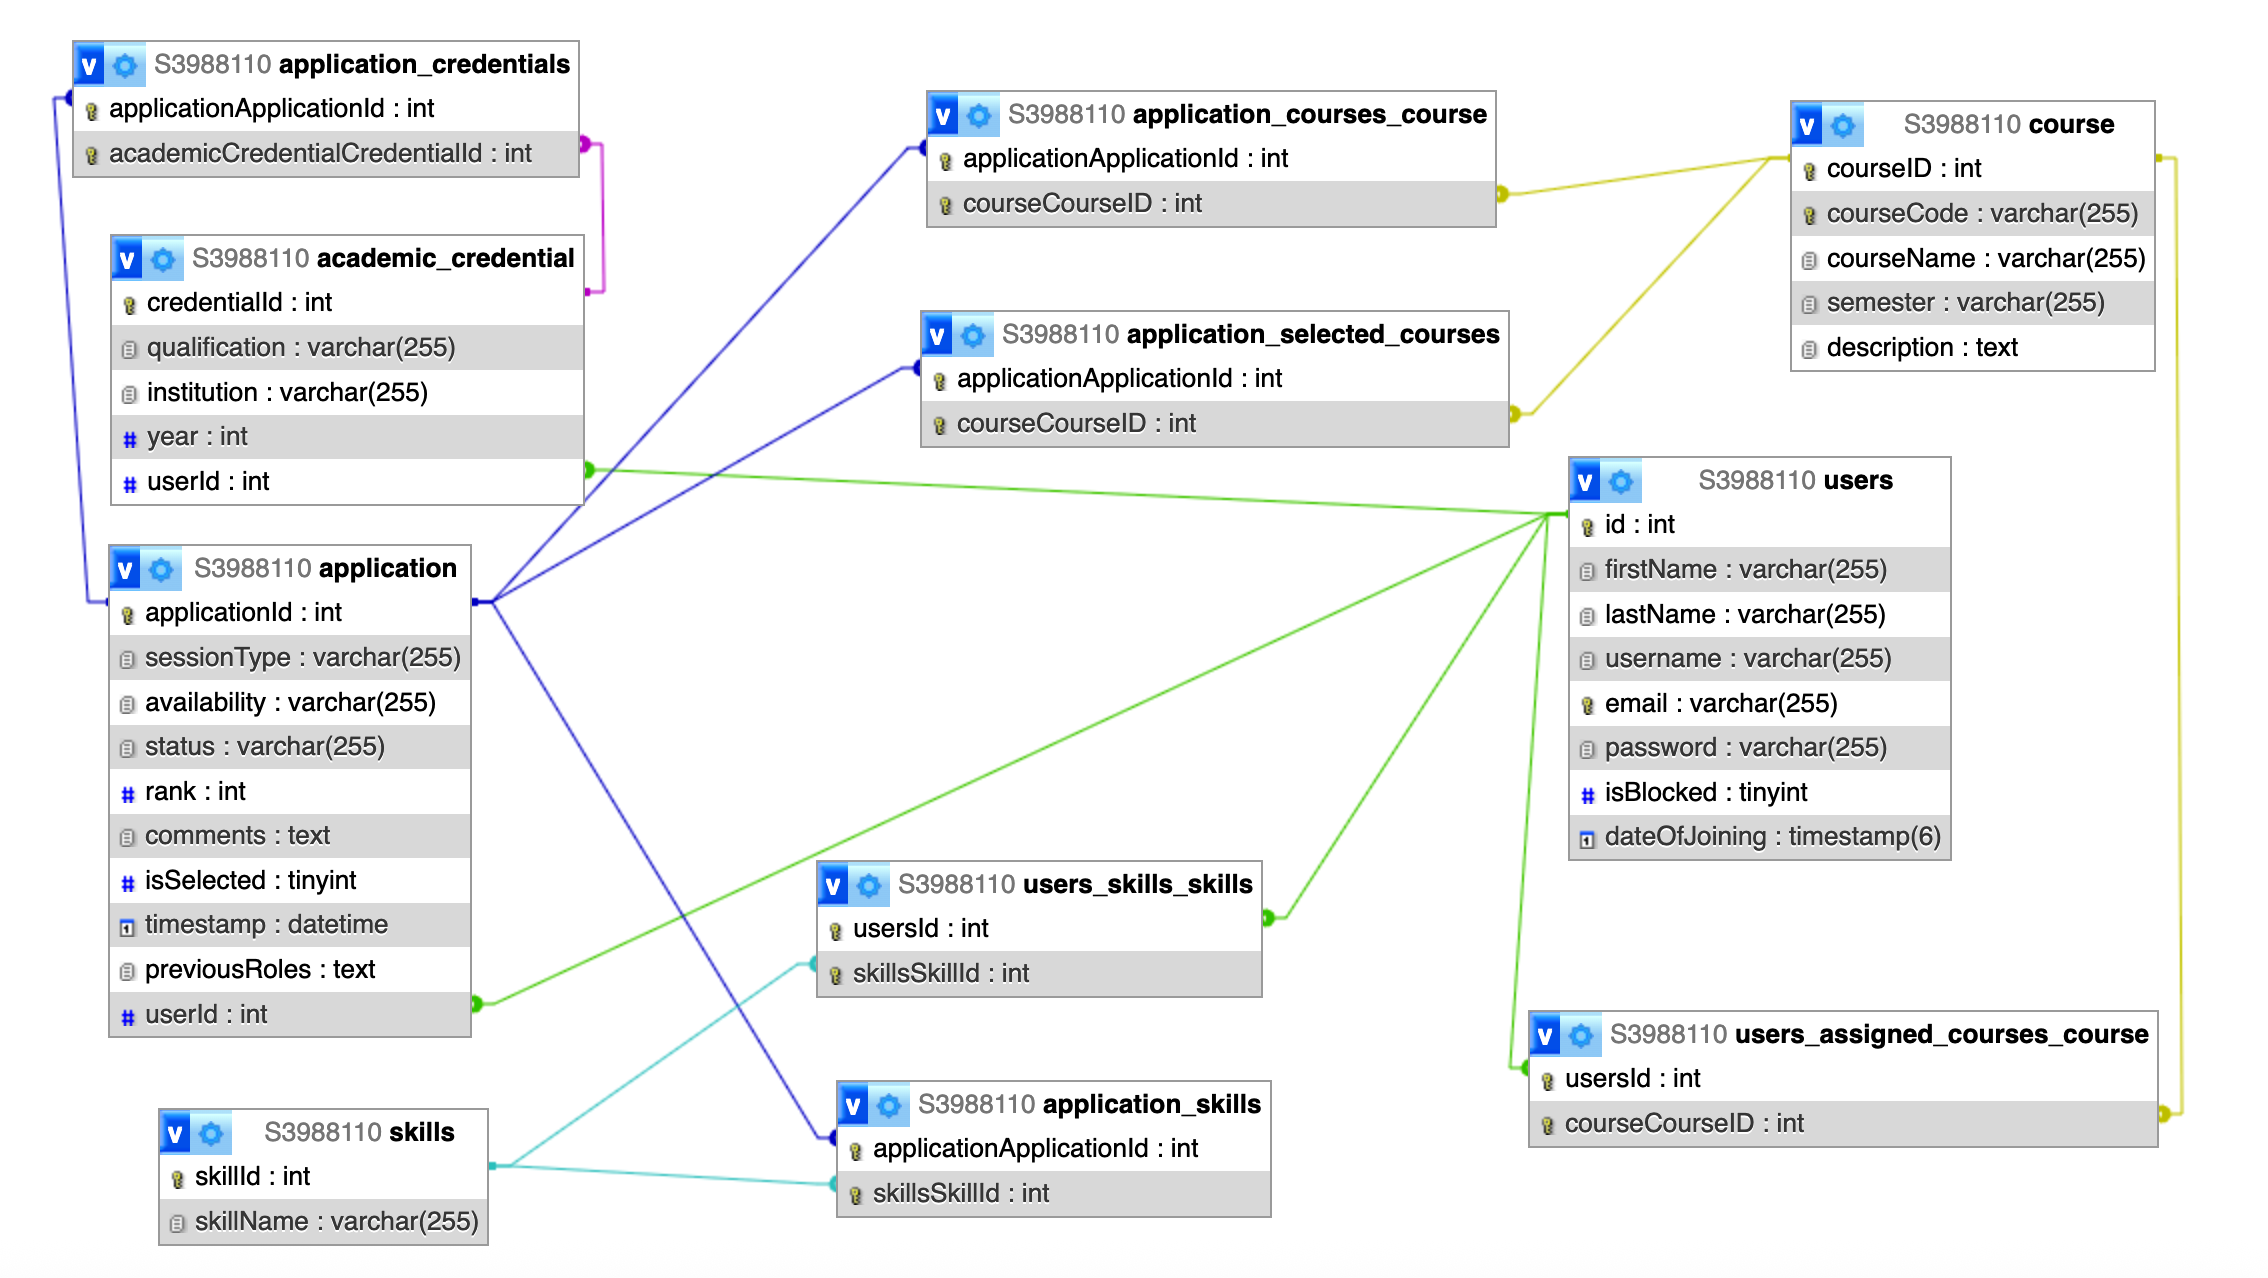 S3988110 application_credentials
applicationApplicationId : int
academicCredentialCredentialId : int
S3988110 academic_credential
credentialId : int
qualification : varchar(255)
institution : varchar(255)
year : int
userId : int
S3988110 application
applicationId : int
sessionType : varchar(255)
availability : varchar(255)
status : varchar(255)
rank : int
comments : text
isSelected : tinyint
timestamp : datetime
previousRoles : text
userId : int
S3988110 skills
skillId : int
skillName : varchar(255)
S3988110 application_courses_course
applicationApplicationId : int
courseCourseID : int
S3988110 application_selected_courses
applicationApplicationId : int
courseCourseID : int
S3988110 users_skills_skills
usersId : int
skillsSkillId : int
S3988110 application_skills
applicationApplicationId : int
skillsSkillId : int
S3988110 course
courseID : int
courseCode : varchar(255)
courseName : varchar(255)
semester : varchar(255)
description : text
S3988110 users
id : int
firstName : varchar(255)
lastName : varchar(255)
username : varchar(255)
email : varchar(255)
password : varchar(255)
isBlocked : tinyint
dateOfJoining : timestamp(6)
S3988110 users_assigned_courses_course
usersId : int
courseCourseID : int